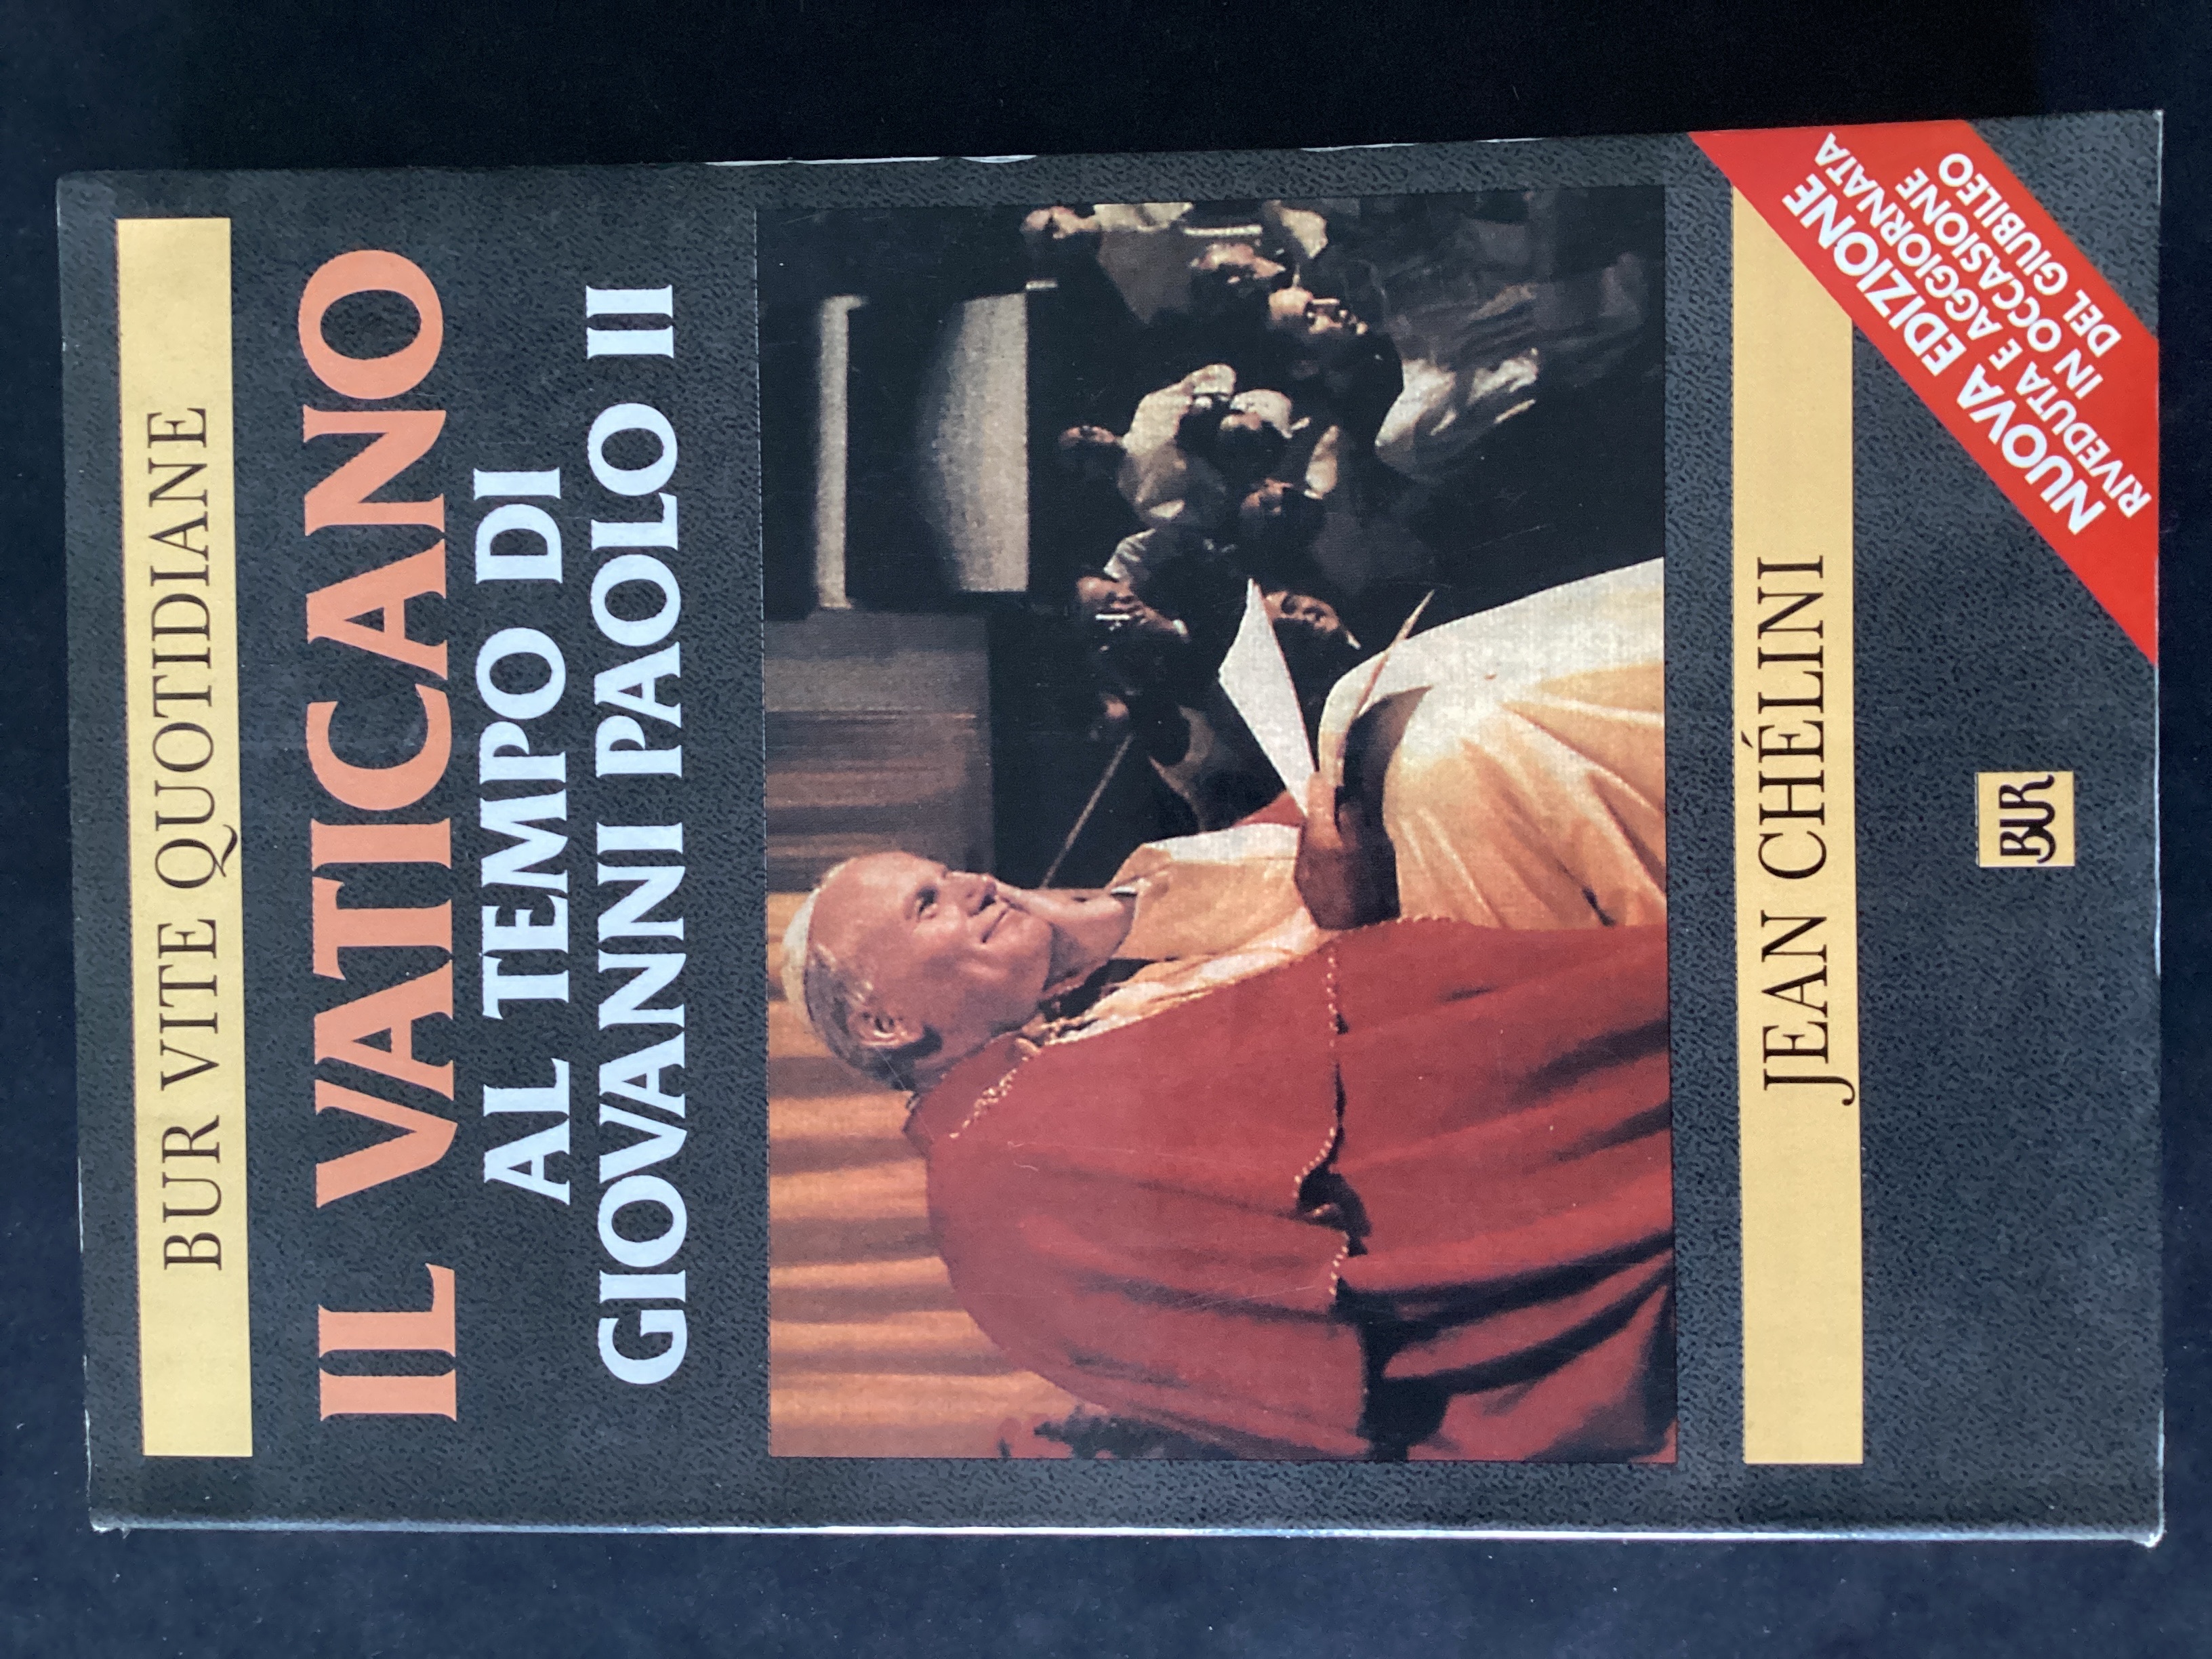 BUR VITE QUOTIDIANE
IL VATICANO
AL TEMPO DI
GIOVANNI PAOLO II
JEAN CHÉLINI
NUOVA EDIZIONE
RIVEDUTA E AGGIORNATA
IN OCCASIONE
DEL GIUBILEO
BUR